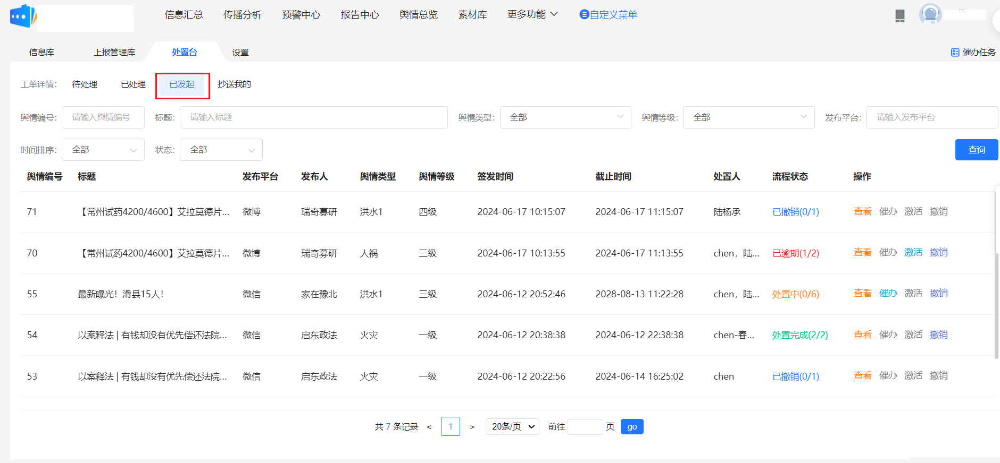 信息汇总 传播分析 预警中心 报告中心 舆情总览 素材库 更多功能 自定义菜单
信息库 上报管理库 处置台 设置 催办任务
工单详情: 待处理 已处理 已发起 抄送我的
舆情编号: 请输入舆情编号 标题: 请输入标题 舆情类型: 全部 舆情等级: 全部 发布平台: 请输入发布平台
时间排序: 全部 状态: 全部 查询
舆情编号 标题 发布平台 发布人 舆情类型 舆情等级 签发时间 截止时间 处置人 流程状态 操作
71 【常州试药4200/4600】艾拉莫德片... 微博 瑞奇募研 洪水1 四级 2024-06-17 10:15:07 2024-06-17 11:15:07 陆杨承 已撤销(0/1) 查看 催办 激活 撤销
70 【常州试药4200/4600】艾拉莫德片... 微博 瑞奇募研 人祸 三级 2024-06-17 10:13:55 2024-06-17 11:13:55 chen，陆... 已逾期(1/2) 查看 催办 激活 撤销
55 最新曝光！滑县15人！ 微信 家在豫北 洪水1 三级 2024-06-12 20:52:46 2028-08-13 11:22:28 chen，陆... 处置中(0/6) 查看 催办 激活 撤销
54 以案释法 | 有钱却没有优先偿还法院... 微信 启东政法 火灾 一级 2024-06-12 20:38:38 2024-06-12 22:38:38 chen-春... 处置完成(2/2) 查看 催办 激活 撤销
53 以案释法 | 有钱却没有优先偿还法院... 微信 启东政法 火灾 一级 2024-06-12 20:22:56 2024-06-14 16:25:02 chen 已撤销(0/1) 查看 催办 激活 撤销
共 7 条记录 < 1 > 20条/页 前往 页 go